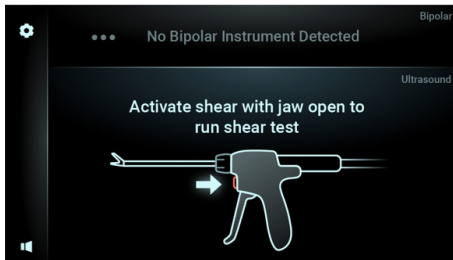 Bipolar
••• No Bipolar Instrument Detected
Ultrasound
Activate shear with jaw open to
run shear test